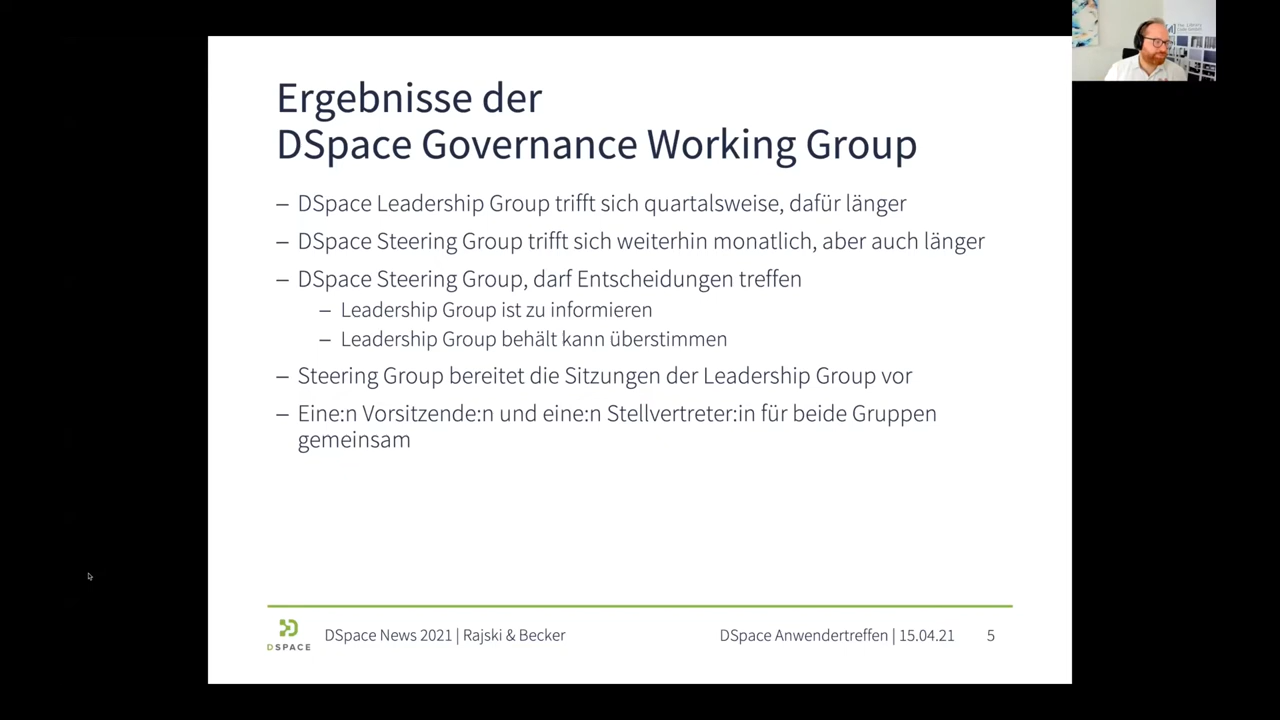 Ergebnisse der
DSpace Governance Working Group
– DSpace Leadership Group trifft sich quartalsweise, dafür länger
– DSpace Steering Group trifft sich weiterhin monatlich, aber auch länger
– DSpace Steering Group, darf Entscheidungen treffen
– Leadership Group ist zu informieren
– Leadership Group behält kann überstimmen
– Steering Group bereitet die Sitzungen der Leadership Group vor
– Eine:n Vorsitzende:n und eine:n Stellvertreter:in für beide Gruppen
gemeinsam
DSPACE
DSpace News 2021 | Rajski & Becker
DSpace Anwendertreffen | 15.04.21 5